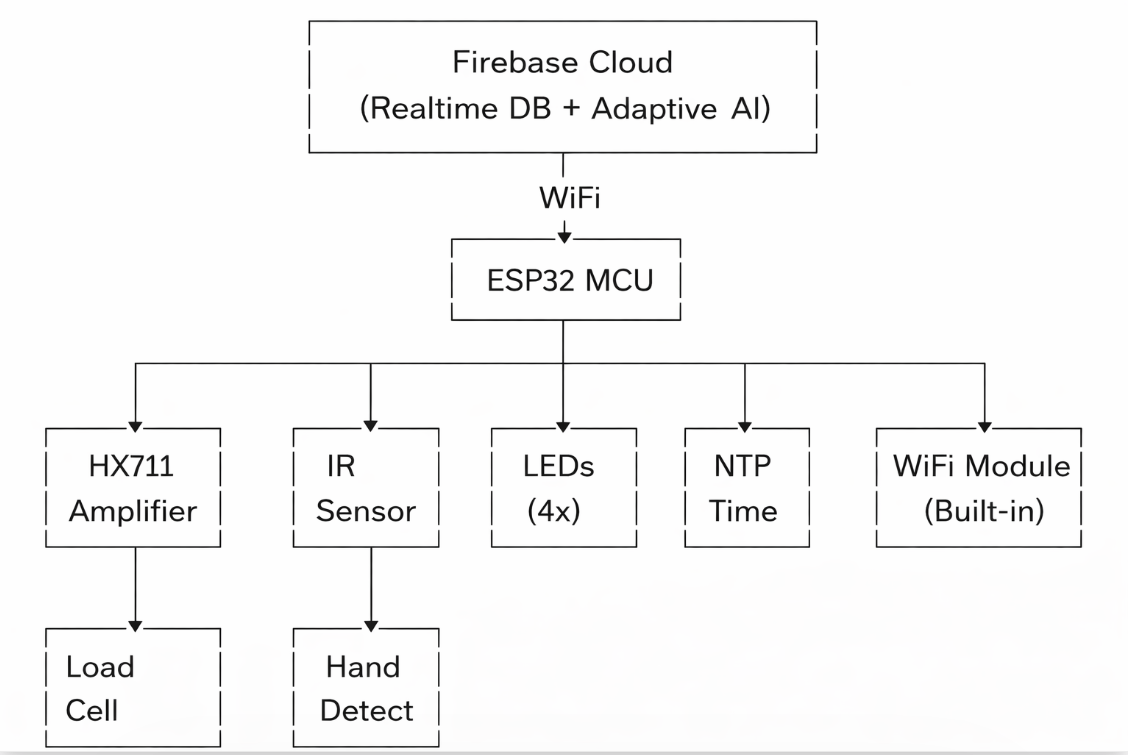 Firebase Cloud
(Realtime DB + Adaptive AI)
WiFi
ESP32 MCU
HX711
Amplifier
IR
Sensor
LEDs
(4x)
NTP
Time
WiFi Module
(Built-in)
Load
Cell
Hand
Detect